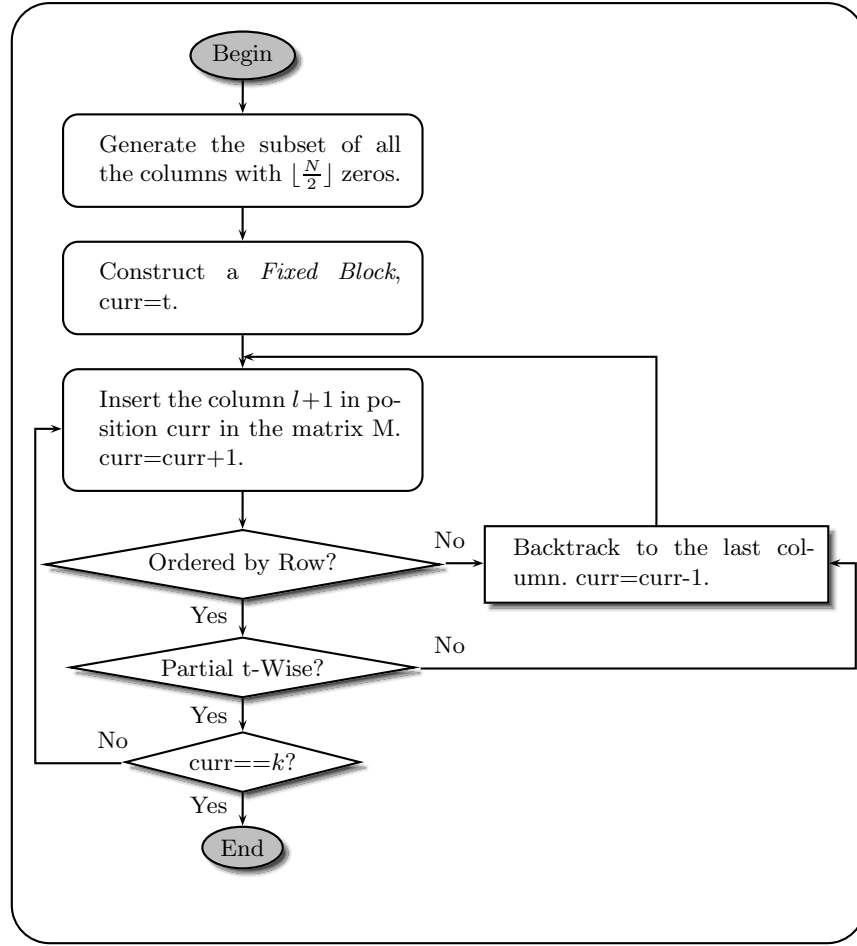 Begin
Generate the subset of all
the columns with ⌊N/2⌋ zeros.
Construct a Fixed Block,
curr=t.
Insert the column l+1 in po-
sition curr in the matrix M.
curr=curr+1.
Ordered by Row?
No
Backtrack to the last col-
umn. curr=curr-1.
Yes
Partial t-Wise?
No
Yes
No
curr==k?
Yes
End